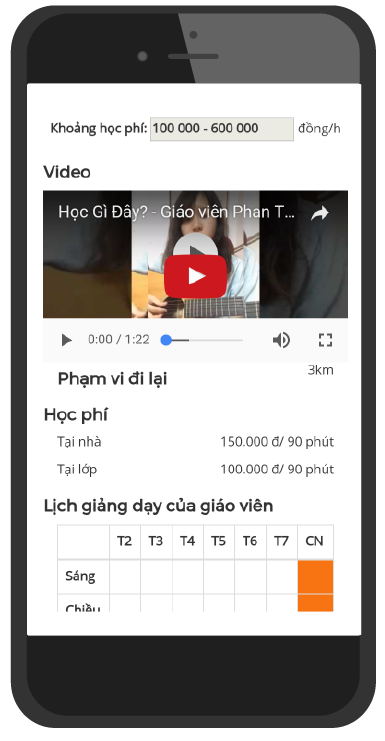 Khoảng học phí: 100 000 - 600 000 đồng/h
Video
Học Gì Đây? - Giáo viên Phan T...
0:00 / 1:22
3km
Phạm vi đi lại
Học phí
Tại nhà 150.000 đ/ 90 phút
Tại lớp 100.000 đ/ 90 phút
Lịch giảng dạy của giáo viên
T2 T3 T4 T5 T6 T7 CN
Sáng
Chiều